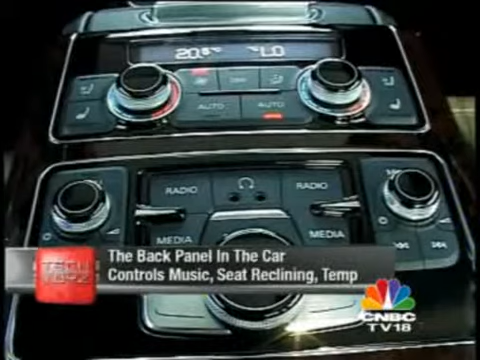 20.5°C LO
AUTO AUTO
RADIO RADIO
MEDIA MEDIA
The Back Panel In The Car
Controls Music, Seat Reclining, Temp
CNBC
TV18